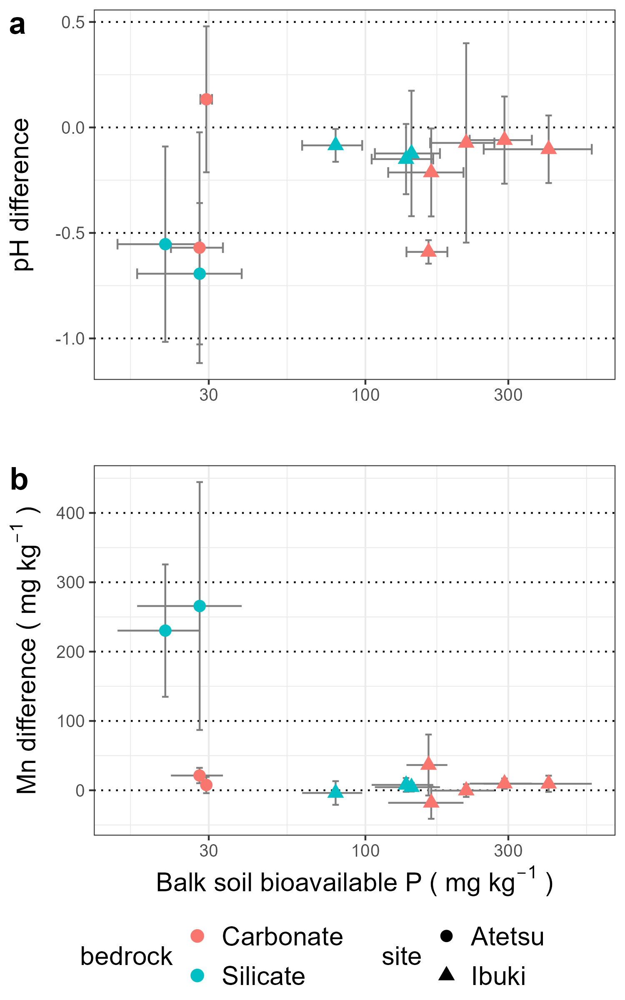 a
0.5
0.0
-0.5
-1.0
pH difference
30 100 300
b
400
300
200
100
0
Mn difference ( mg kg⁻¹ )
30 100 300
Balk soil bioavailable P ( mg kg⁻¹ )
bedrock
Carbonate
Silicate
site
Atetsu
Ibuki